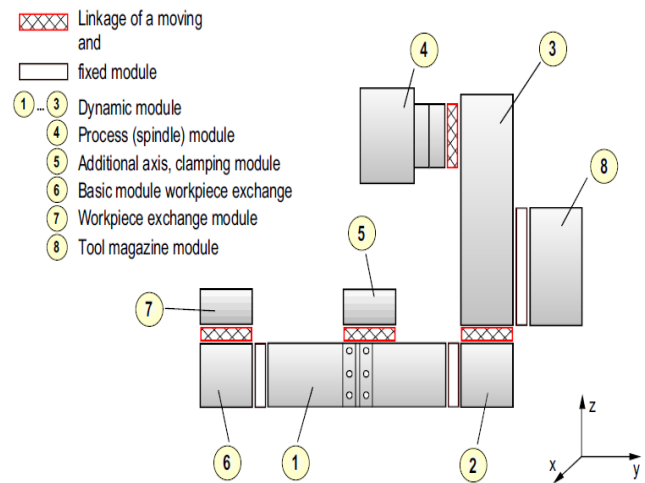 Linkage of a moving
and
fixed module
1 ... 3 Dynamic module
4 Process (spindle) module
5 Additional axis, clamping module
6 Basic module workpiece exchange
7 Workpiece exchange module
8 Tool magazine module
4
3
8
5
7
6
1
2
z
x
y